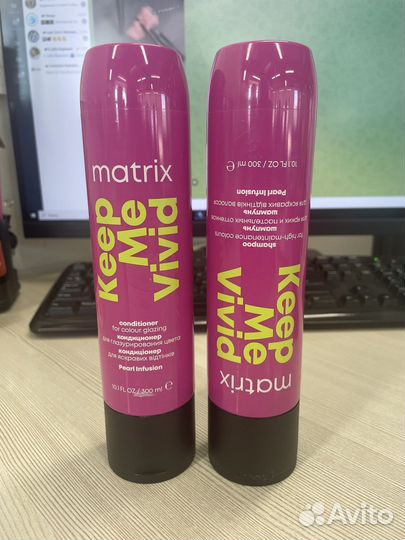 matrix
Keep
Me
Vivid
conditioner
for colour glazing
кондиционер
для глазурирования цвета
кондиціонер
для яскравих відтінків
Pearl Infusion
10.1 FL OZ / 300 ml ℮
matrix
Keep
Me
Vivid
shampoo
for high-maintenance colours
шампунь
для ярких и пастельных оттенков
шампунь
для яскравих відтінків волосся
Pearl Infusion
10.1 FL OZ / 300 ml ℮
Avito